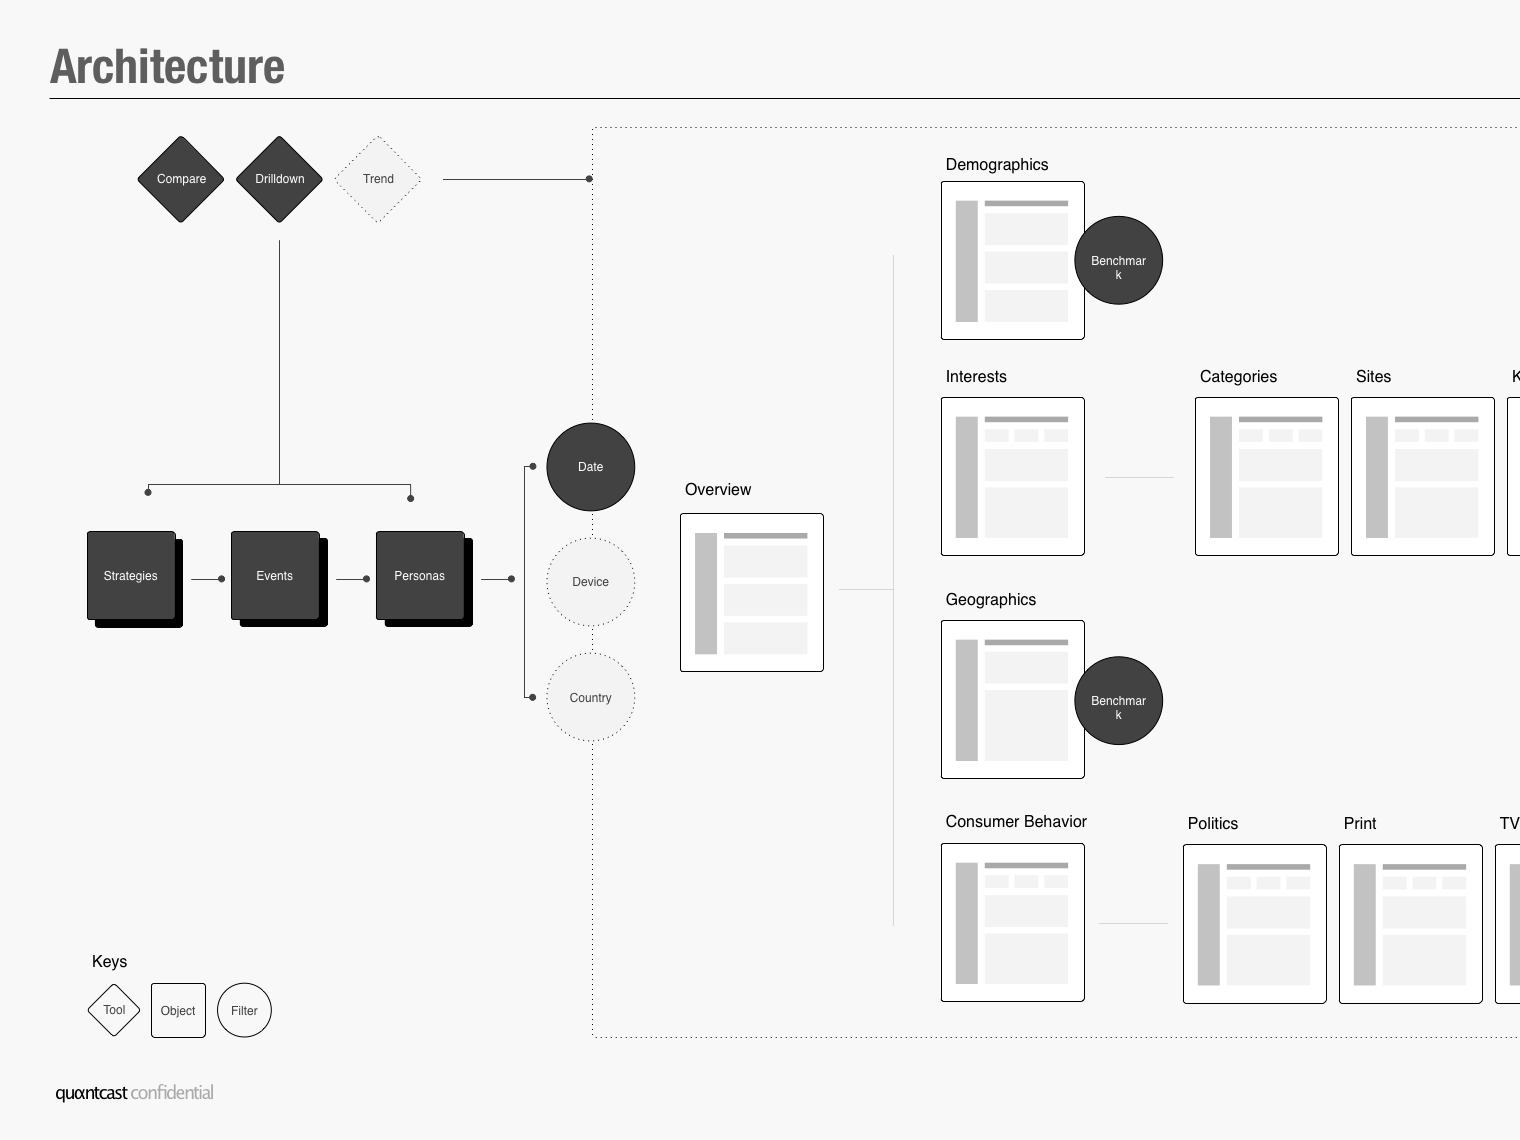 Architecture
Compare
Drilldown
Trend
Demographics
Benchmar
k
Interests
Categories
Sites
K
Date
Overview
Strategies
Events
Personas
Device
Geographics
Country
Benchmar
k
Consumer Behavior
Politics
Print
TV
Keys
Tool
Object
Filter
quantcast confidential